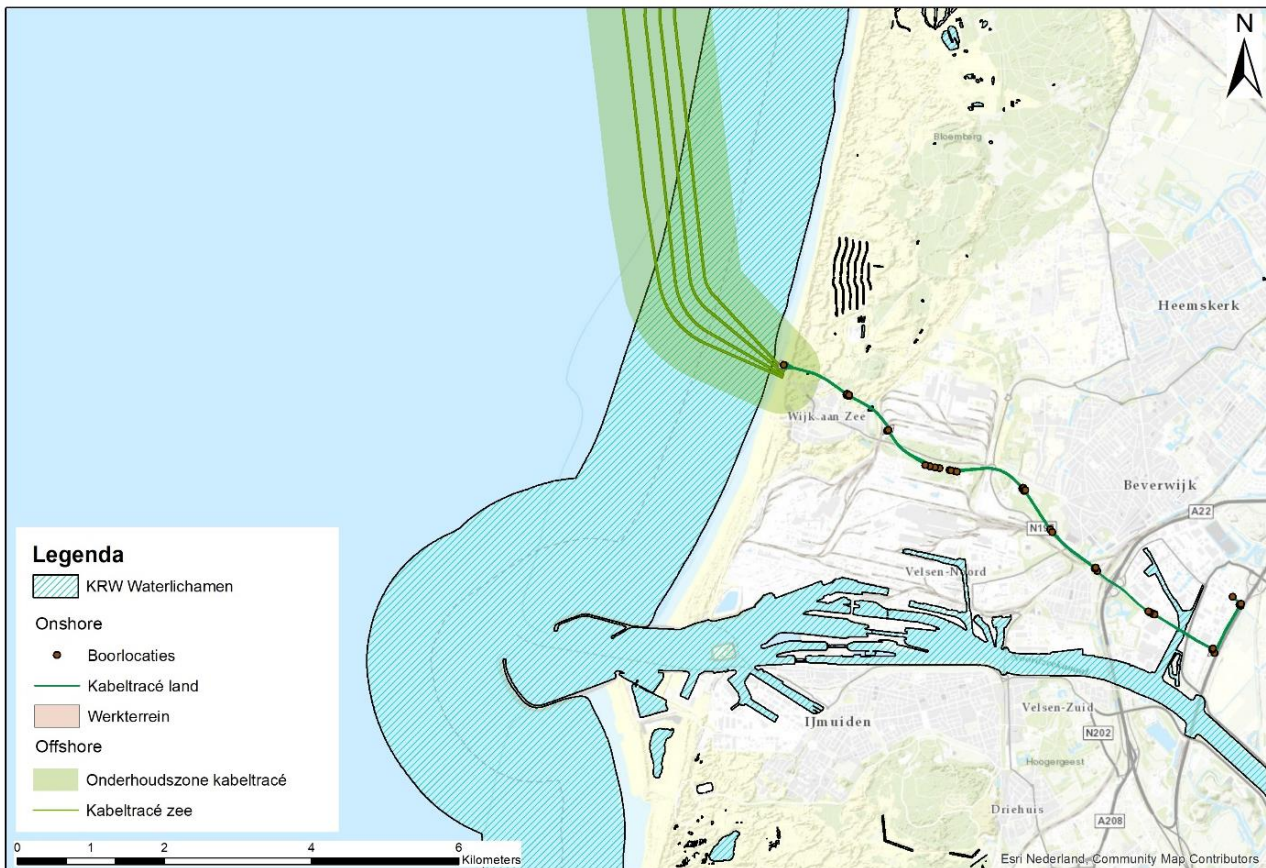 N
Bloemberg
Heemskerk
Wijk aan Zee
Beverwijk
A22
N197
Velsen-Noord
Noordzeekanaal
IJmuiden
Velsen-Zuid
N202
Hoogergeest
Driehuis
A208
Legenda
KRW Waterlichamen
Onshore
Boorlocaties
Kabeltracé land
Werkterrein
Offshore
Onderhoudszone kabeltracé
Kabeltracé zee
0 1 2 4 6
Kilometers
Esri Nederland, Community Map Contributors